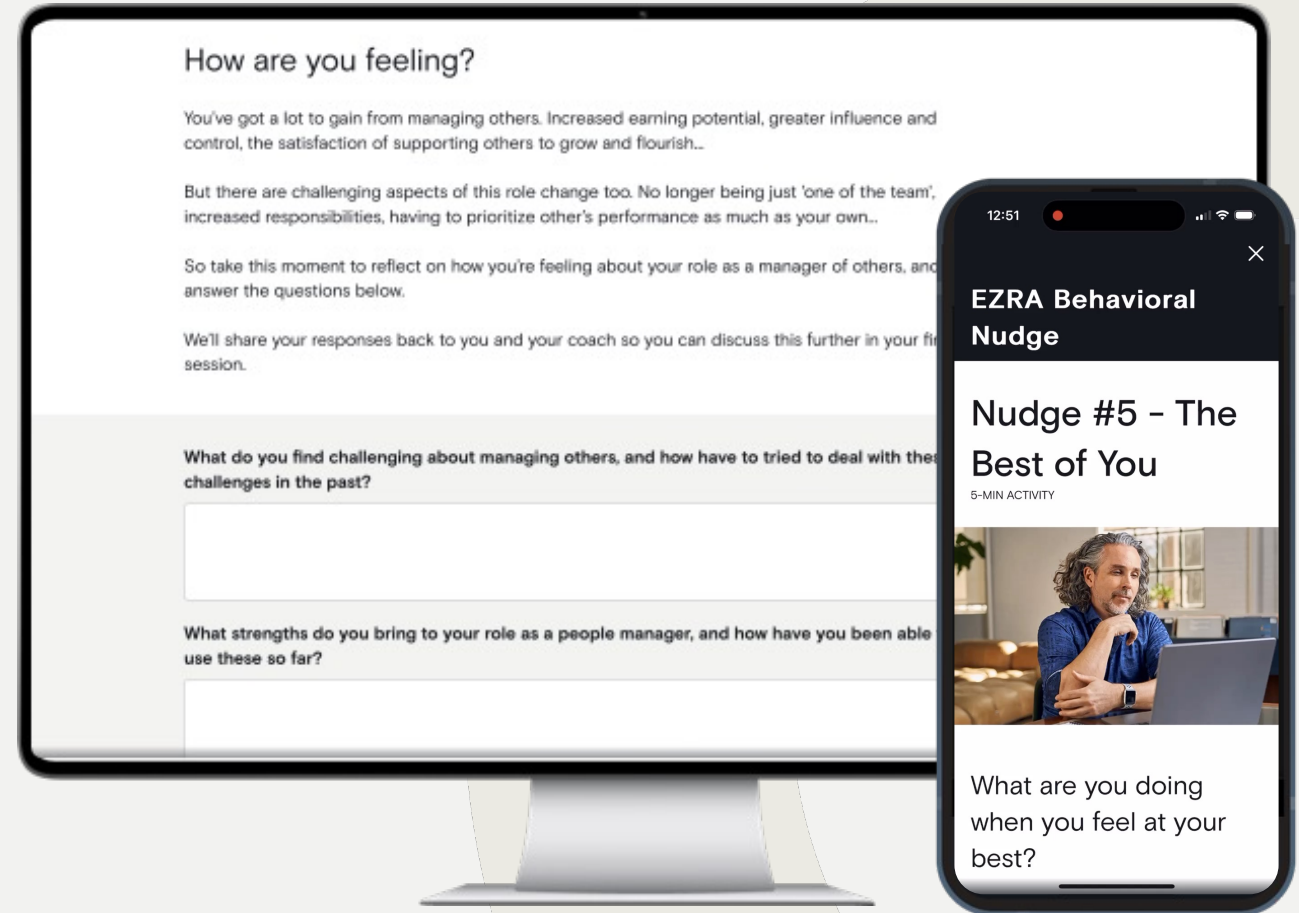 How are you feeling?
You've got a lot to gain from managing others. Increased earning potential, greater influence and
control, the satisfaction of supporting others to grow and flourish...
But there are challenging aspects of this role change too. No longer being just 'one of the team',
increased responsibilities, having to prioritize other's performance as much as your own...
So take this moment to reflect on how you're feeling about your role as a manager of others, and
answer the questions below.
We'll share your responses back to you and your coach so you can discuss this further in your
session.
What do you find challenging about managing others, and how have to tried to deal with
challenges in the past?
What strengths do you bring to your role as a people manager, and how have you been able
use these so far?
12:51
EZRA Behavioral
Nudge
Nudge #5 - The
Best of You
5-MIN ACTIVITY
What are you doing
when you feel at your
best?